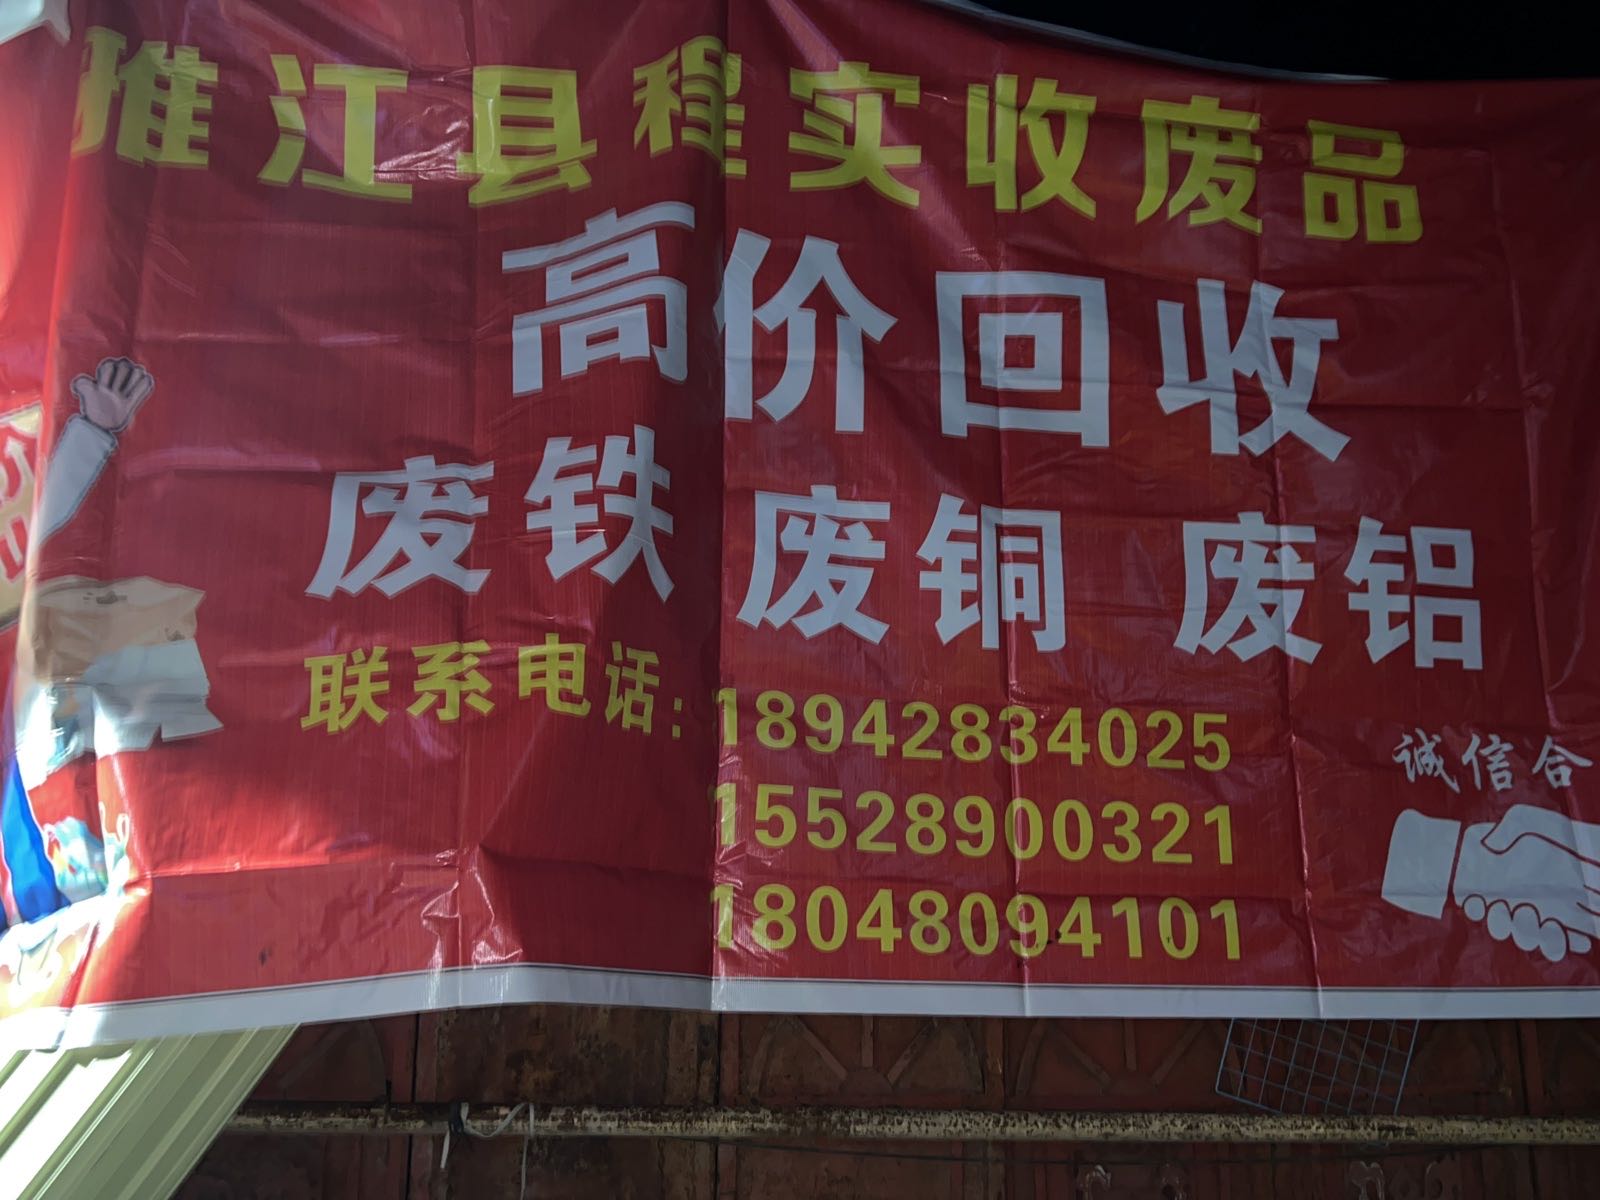 雅江县程实收废品
高价回收
废铁 废铜 废铝
联系电话：18942834025
15528900321
18048094101
诚信合